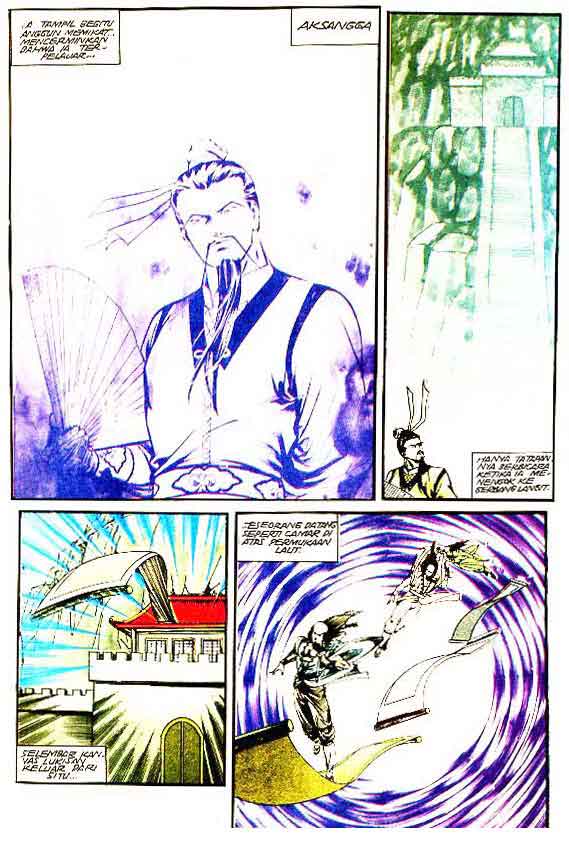 IA TAMPIL BEGITU
ANGGUN MEMIKAT..
MENCERMINKAN
BAHWA IA TER-
PELAJAR...
AKSANGGA
HANYA TATAPAN-
NYA BERBICARA
KETIKA IA ME-
NENGOK KE
GERBANG LANGIT.
SELEMBAR KAN-
VAS LUKISAN
KELUAR DARI
SITU...
SESEORANG DATANG
SEPERTI CAMAR DI
ATAS PERMUKAAN
LAUT.